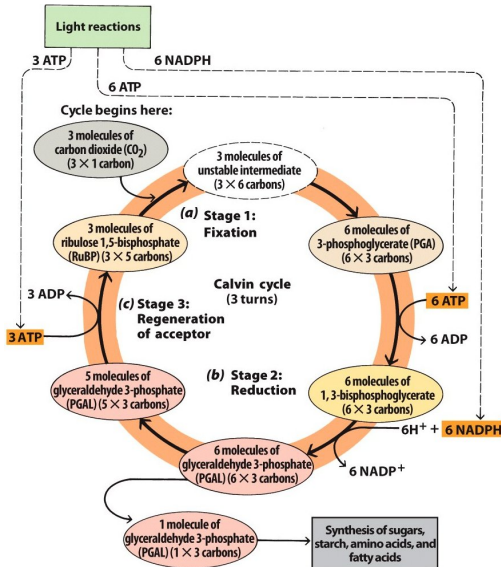 Light reactions
3 ATP
6 NADPH
6 ATP
Cycle begins here:
3 molecules of
carbon dioxide (CO₂)
(3 × 1 carbon)
3 molecules of
unstable intermediate
(3 × 6 carbons)
(a) Stage 1:
Fixation
3 molecules of
ribulose 1,5-bisphosphate
(RuBP) (3 × 5 carbons)
6 molecules of
3-phosphoglycerate (PGA)
(6 × 3 carbons)
Calvin cycle
(3 turns)
3 ADP
(c) Stage 3:
Regeneration
of acceptor
6 ATP
3 ATP
6 ADP
(b) Stage 2:
Reduction
5 molecules of
glyceraldehyde 3-phosphate
(PGAL) (5 × 3 carbons)
6 molecules of
1,3-bisphosphoglycerate
(6 × 3 carbons)
6H⁺ + 6 NADPH
6 molecules of
glyceraldehyde 3-phosphate
(PGAL) (6 × 3 carbons)
6 NADP⁺
1 molecule of
glyceraldehyde 3-phosphate
(PGAL) (1 × 3 carbons)
Synthesis of sugars,
starch, amino acids, and
fatty acids